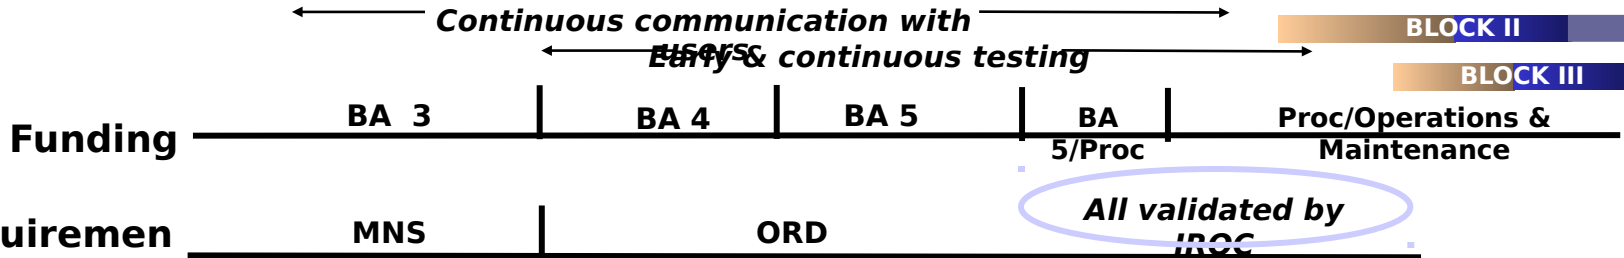 Continuous communication with
users
Early & continuous testing
BLOCK II
BLOCK III
Funding
BA 3
BA 4
BA 5
BA
5/Proc
Proc/Operations &
Maintenance
uiremen
MNS
ORD
All validated by
JROC